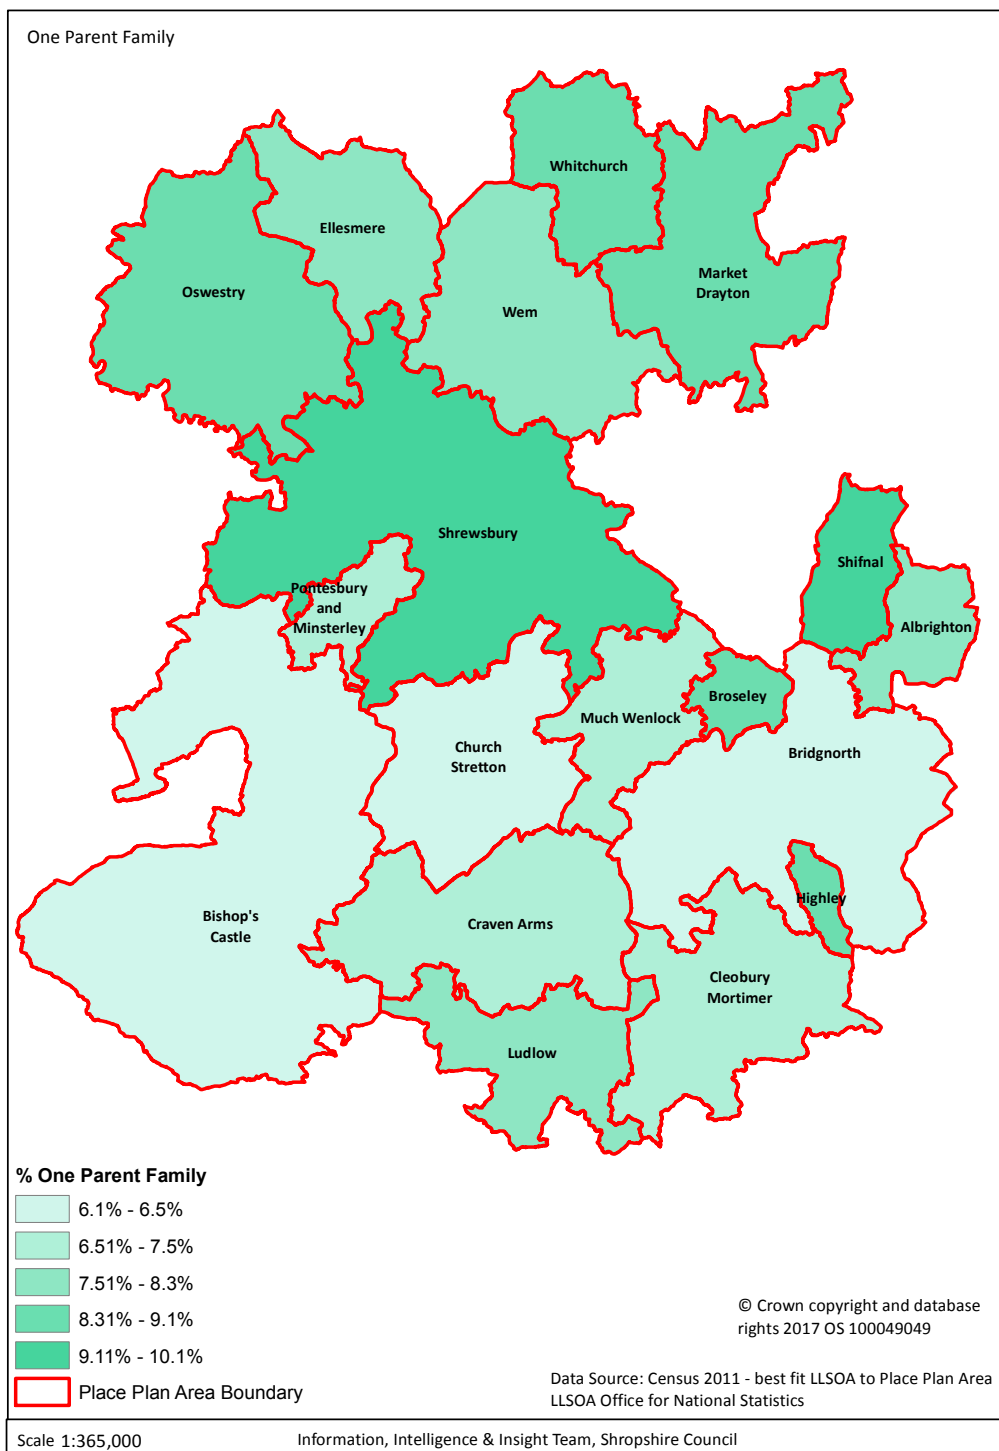 One Parent Family
Whitchurch
Ellesmere
Market
Drayton
Oswestry
Wem
Shrewsbury
Shifnal
Pontesbury
and
Minsterley
Albrighton
Broseley
Much Wenlock
Church
Stretton
Bridgnorth
Highley
Bishop's
Castle
Craven Arms
Cleobury
Mortimer
Ludlow
% One Parent Family
6.1% - 6.5%
6.51% - 7.5%
7.51% - 8.3%
8.31% - 9.1%
9.11% - 10.1%
Place Plan Area Boundary
© Crown copyright and database
rights 2017 OS 100049049
Data Source: Census 2011 - best fit LLSOA to Place Plan Area
LLSOA Office for National Statistics
Scale 1:365,000
Information, Intelligence & Insight Team, Shropshire Council